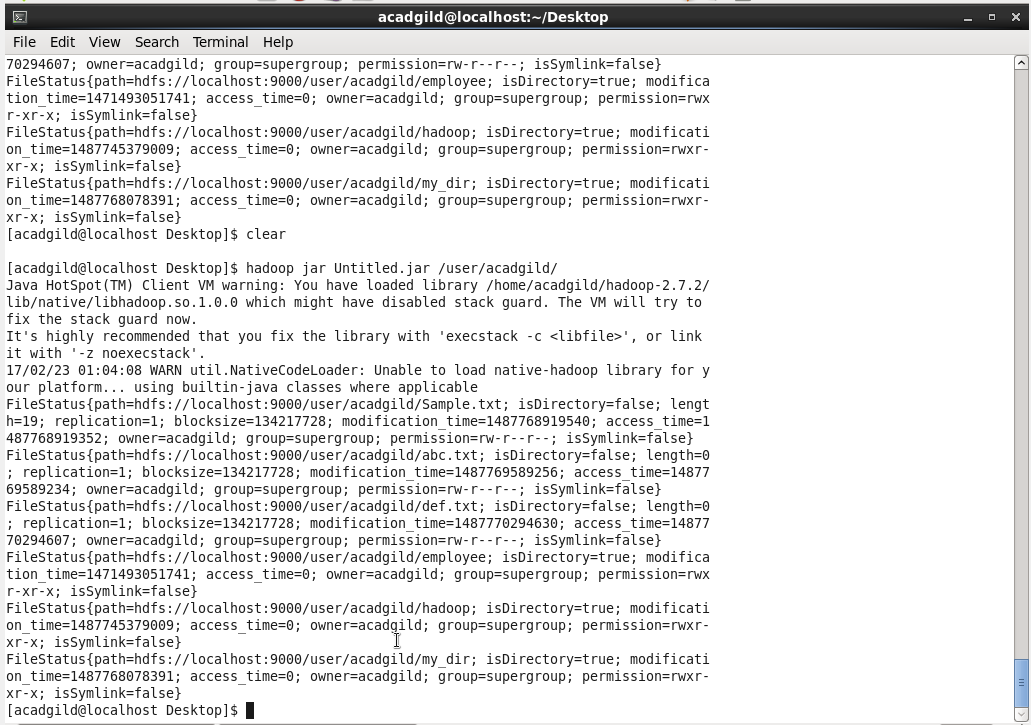 acadgild@localhost:~/Desktop
File Edit View Search Terminal Help
70294607; owner=acadgild; group=supergroup; permission=rw-r--r--; isSymlink=false}
FileStatus{path=hdfs://localhost:9000/user/acadgild/employee; isDirectory=true; modifica
tion_time=1471493051741; access_time=0; owner=acadgild; group=supergroup; permission=rwx
r-xr-x; isSymlink=false}
FileStatus{path=hdfs://localhost:9000/user/acadgild/hadoop; isDirectory=true; modificati
on_time=1487745379009; access_time=0; owner=acadgild; group=supergroup; permission=rwxr-
xr-x; isSymlink=false}
FileStatus{path=hdfs://localhost:9000/user/acadgild/my_dir; isDirectory=true; modificati
on_time=1487768078391; access_time=0; owner=acadgild; group=supergroup; permission=rwxr-
xr-x; isSymlink=false}
[acadgild@localhost Desktop]$ clear
[acadgild@localhost Desktop]$ hadoop jar Untitled.jar /user/acadgild/
Java HotSpot(TM) Client VM warning: You have loaded library /home/acadgild/hadoop-2.7.2/
lib/native/libhadoop.so.1.0.0 which might have disabled stack guard. The VM will try to
fix the stack guard now.
It's highly recommended that you fix the library with 'execstack -c <libfile>', or link
it with '-z noexecstack'.
17/02/23 01:04:08 WARN util.NativeCodeLoader: Unable to load native-hadoop library for y
our platform... using builtin-java classes where applicable
FileStatus{path=hdfs://localhost:9000/user/acadgild/Sample.txt; isDirectory=false; lengt
h=19; replication=1; blocksize=134217728; modification_time=1487768919540; access_time=1
487768919352; owner=acadgild; group=supergroup; permission=rw-r--r--; isSymlink=false}
FileStatus{path=hdfs://localhost:9000/user/acadgild/abc.txt; isDirectory=false; length=0
; replication=1; blocksize=134217728; modification_time=1487769589256; access_time=14877
69589234; owner=acadgild; group=supergroup; permission=rw-r--r--; isSymlink=false}
FileStatus{path=hdfs://localhost:9000/user/acadgild/def.txt; isDirectory=false; length=0
; replication=1; blocksize=134217728; modification_time=1487770294630; access_time=14877
70294607; owner=acadgild; group=supergroup; permission=rw-r--r--; isSymlink=false}
FileStatus{path=hdfs://localhost:9000/user/acadgild/employee; isDirectory=true; modifica
tion_time=1471493051741; access_time=0; owner=acadgild; group=supergroup; permission=rwx
r-xr-x; isSymlink=false}
FileStatus{path=hdfs://localhost:9000/user/acadgild/hadoop; isDirectory=true; modificati
on_time=1487745379009; access_time=0; owner=acadgild; group=supergroup; permission=rwxr-
xr-x; isSymlink=false}
FileStatus{path=hdfs://localhost:9000/user/acadgild/my_dir; isDirectory=true; modificati
on_time=1487768078391; access_time=0; owner=acadgild; group=supergroup; permission=rwxr-
xr-x; isSymlink=false}
[acadgild@localhost Desktop]$